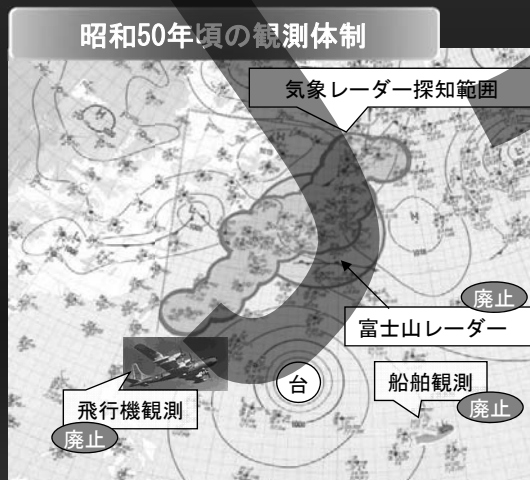 昭和50年頃の観測体制
気象レーダー探知範囲
廃止
富士山レーダー
台
船舶観測
廃止
飛行機観測
廃止